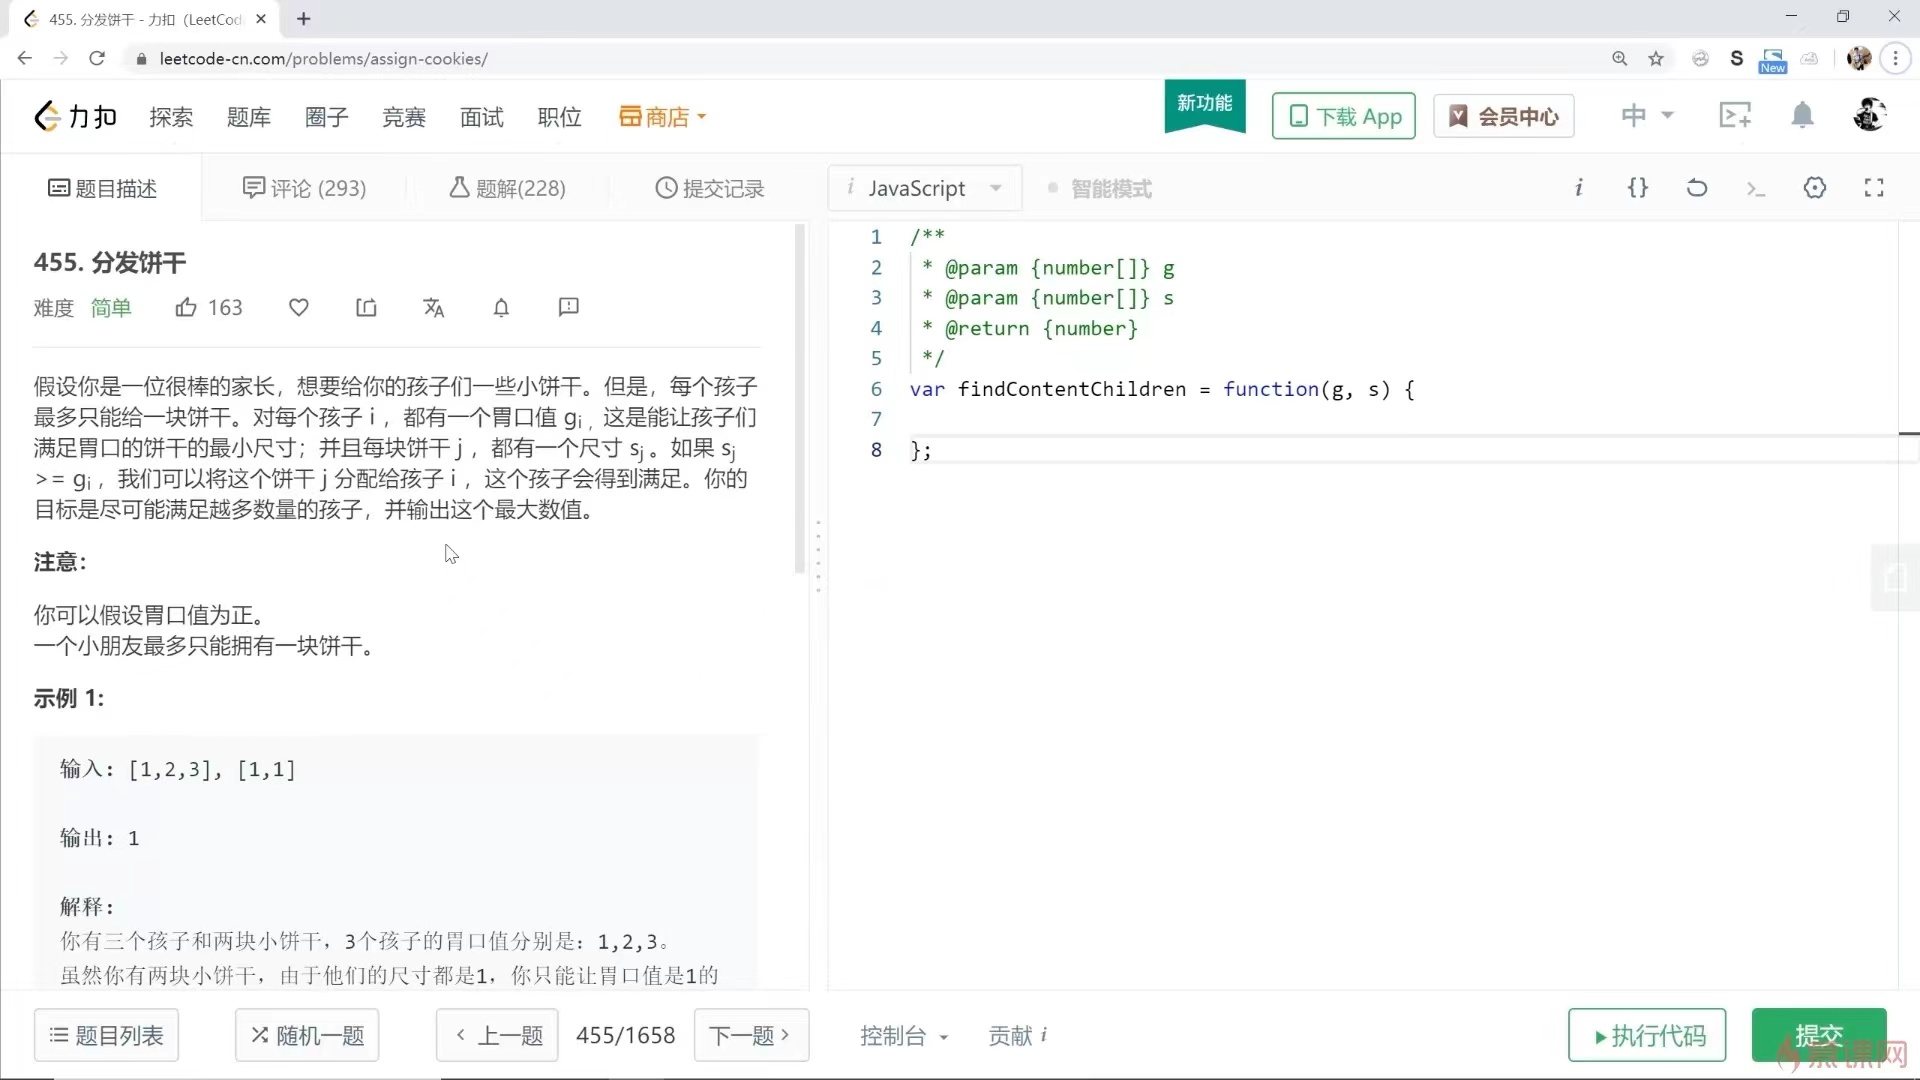 455. 分发饼干 - 力扣 (LeetCod
leetcode-cn.com/problems/assign-cookies/
S
New
力扣
探索
题库
圈子
竞赛
面试
职位
商店
新功能
下载 App
会员中心
中
题目描述
评论 (293)
题解(228)
提交记录
i JavaScript
智能模式
i {}
455. 分发饼干
难度 简单 163
假设你是一位很棒的家长，想要给你的孩子们一些小饼干。但是，每个孩子
最多只能给一块饼干。对每个孩子 i ，都有一个胃口值 gi ，这是能让孩子们
满足胃口的饼干的最小尺寸；并且每块饼干 j ，都有一个尺寸 sj 。如果 sj
>= gi ，我们可以将这个饼干 j 分配给孩子 i ，这个孩子会得到满足。你的
目标是尽可能满足越多数量的孩子，并输出这个最大数值。
注意:
你可以假设胃口值为正。
一个小朋友最多只能拥有一块饼干。
示例 1:
输入: [1,2,3], [1,1]
输出: 1
解释:
你有三个孩子和两块小饼干，3个孩子的胃口值分别是：1,2,3。
虽然你有两块小饼干，由于他们的尺寸都是1，你只能让胃口值是1的
1 /**
2 * @param {number[]} g
3 * @param {number[]} s
4 * @return {number}
5 */
6 var findContentChildren = function(g, s) {
7
8 };
题目列表
随机一题
上一题
455/1658
下一题
控制台
贡献 i
执行代码
提交
慕课网